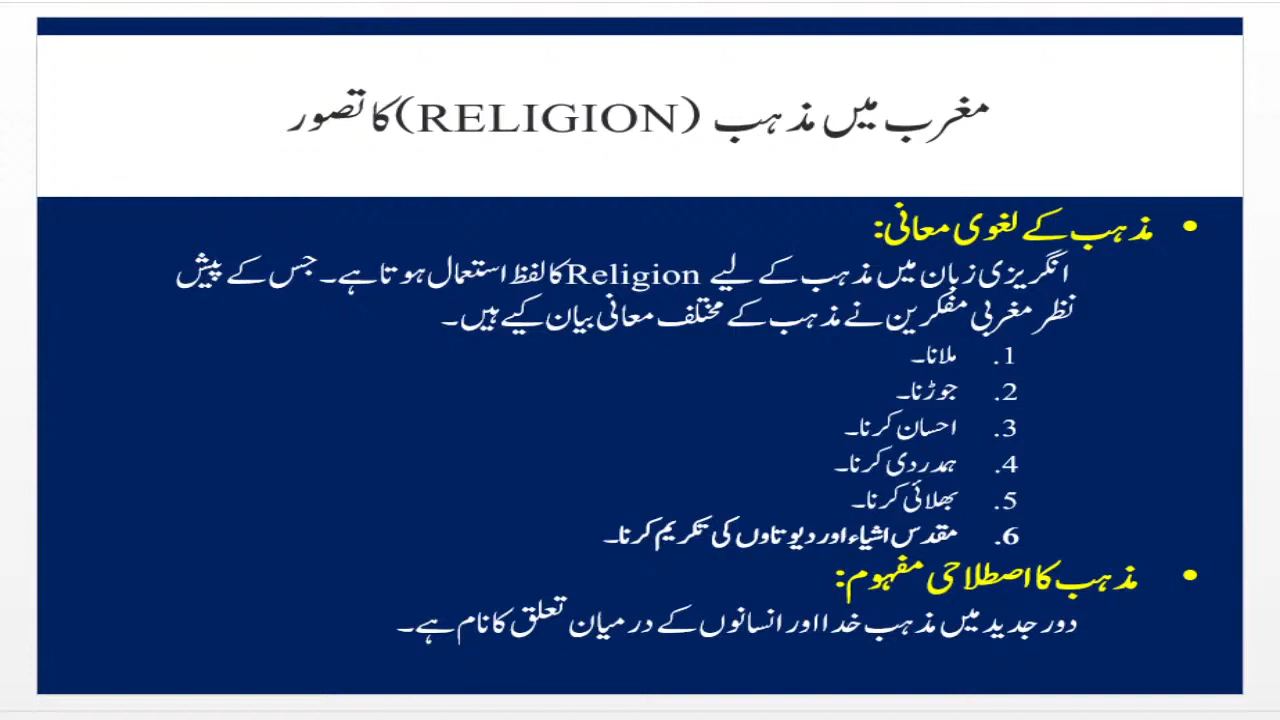 مغرب میں مذہب (RELIGION) کا تصور
• مذہب کے لغوی معانی:
انگریزی زبان میں مذہب کے لیے Religion کا لفظ استعمال ہوتا ہے۔ جس کے پیش
نظر مغربی مفکرین نے مذہب کے مختلف معانی بیان کیے ہیں۔
1. ملانا۔
2. جوڑنا۔
3. احسان کرنا۔
4. ہمدردی کرنا۔
5. بھلائی کرنا۔
6. مقدس اشیاء اور دیوتاوں کی تکریم کرنا۔
• مذہب کا اصطلاحی مفہوم:
دور جدید میں مذہب خدا اور انسانوں کے درمیان تعلق کا نام ہے۔